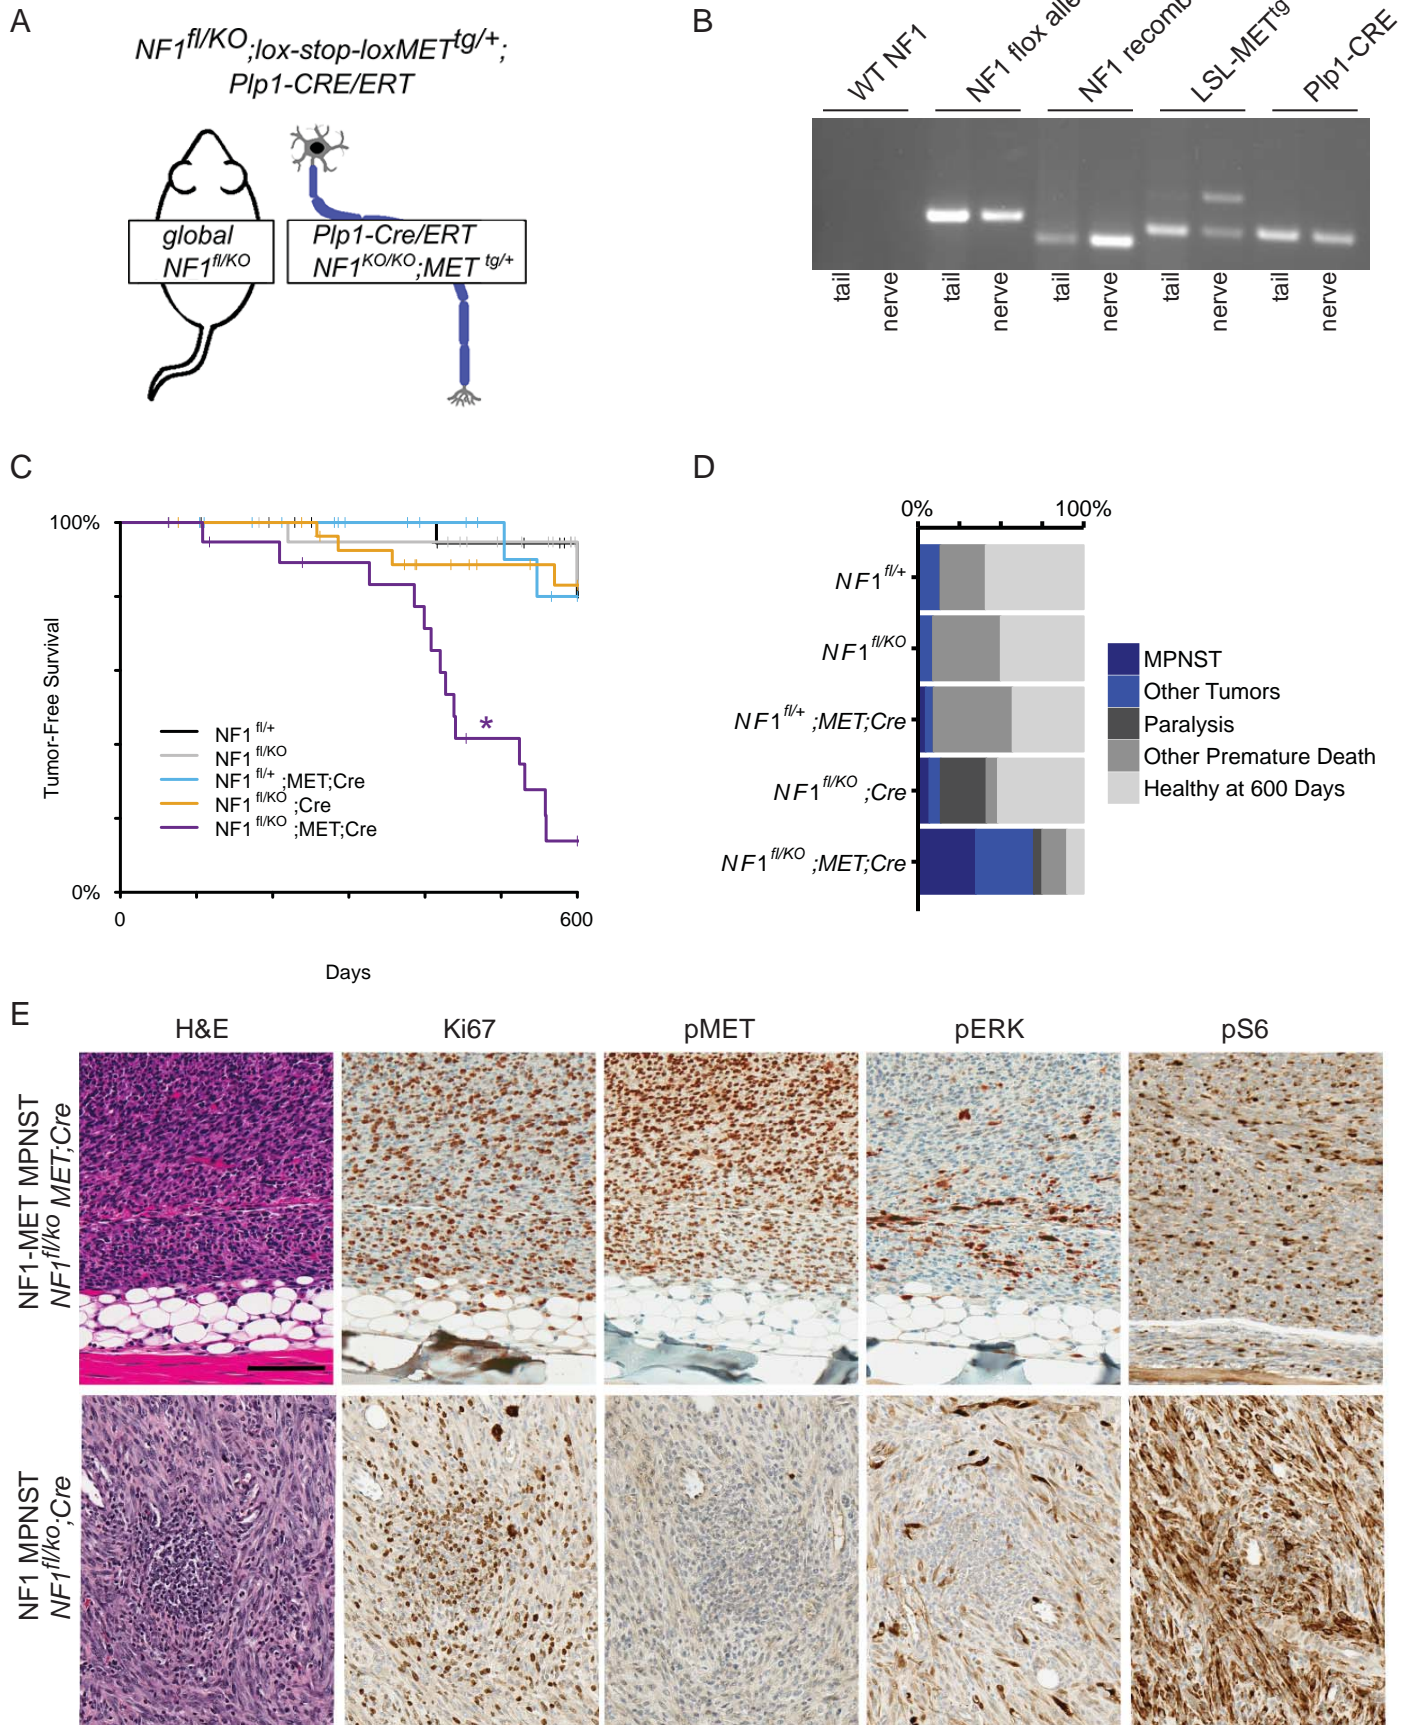 A
NF1fl/KO;lox-stop-loxMETtg/+;
Plp1-CRE/ERT
global
NF1fl/KO
Plp1-Cre/ERT
NF1KO/KO;MET tg/+
B
WT NF1
NF1 flox alle
NF1 recomb
LSL-METtg
Plp1-CRE
tail
nerve
tail
nerve
tail
nerve
tail
nerve
tail
nerve
C
100%
Tumor-Free Survival
NF1 fl/+
NF1 fl/KO
NF1 fl/+ ;MET;Cre
NF1 fl/KO ;Cre
NF1 fl/KO ;MET;Cre
*
0%
0
600
Days
D
0%
100%
NF1fl/+
NF1fl/KO
NF1fl/+ ;MET;Cre
NF1fl/KO ;Cre
NF1fl/KO ;MET;Cre
MPNST
Other Tumors
Paralysis
Other Premature Death
Healthy at 600 Days
E
H&E
Ki67
pMET
pERK
pS6
NF1-MET MPNST
NF1fl/ko MET;Cre
NF1 MPNST
NF1fl/ko;Cre